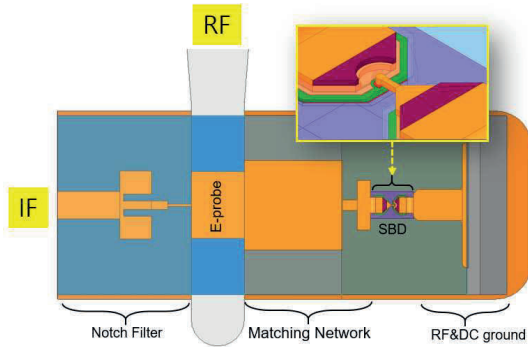 RF
IF
E-probe
SBD
Notch Filter
Matching Network
RF&DC ground